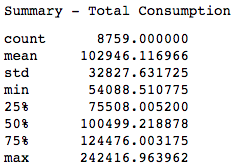 Summary - Total Consumption
count 8759.000000
mean 102946.116966
std 32827.631725
min 54088.510775
25% 75508.005200
50% 100499.218878
75% 124476.003175
max 242416.963962